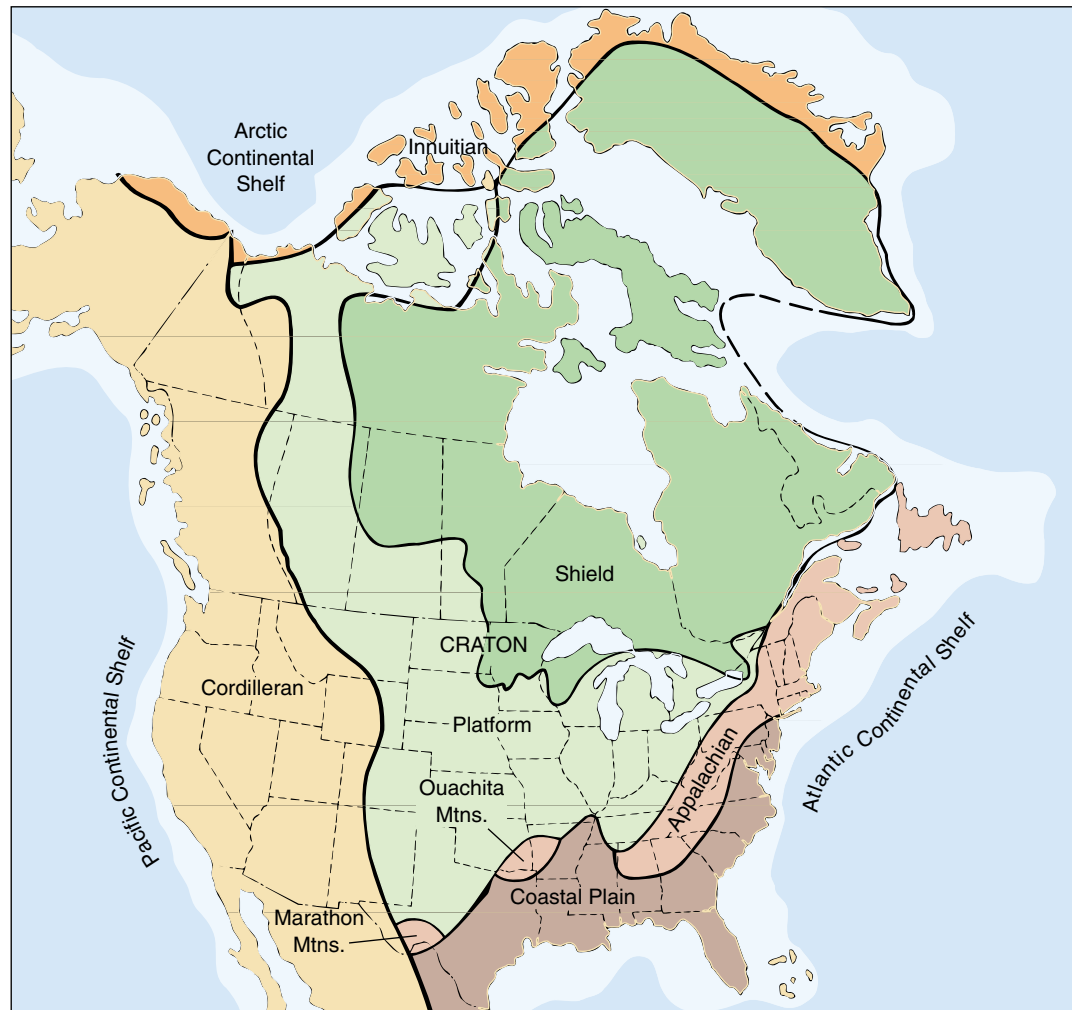 Arctic
Continental
Shelf
Innuitian
Shield
CRATON
Cordilleran
Platform
Pacific Continental Shelf
Atlantic Continental Shelf
Appalachian
Ouachita
Mtns.
Coastal Plain
Marathon
Mtns.